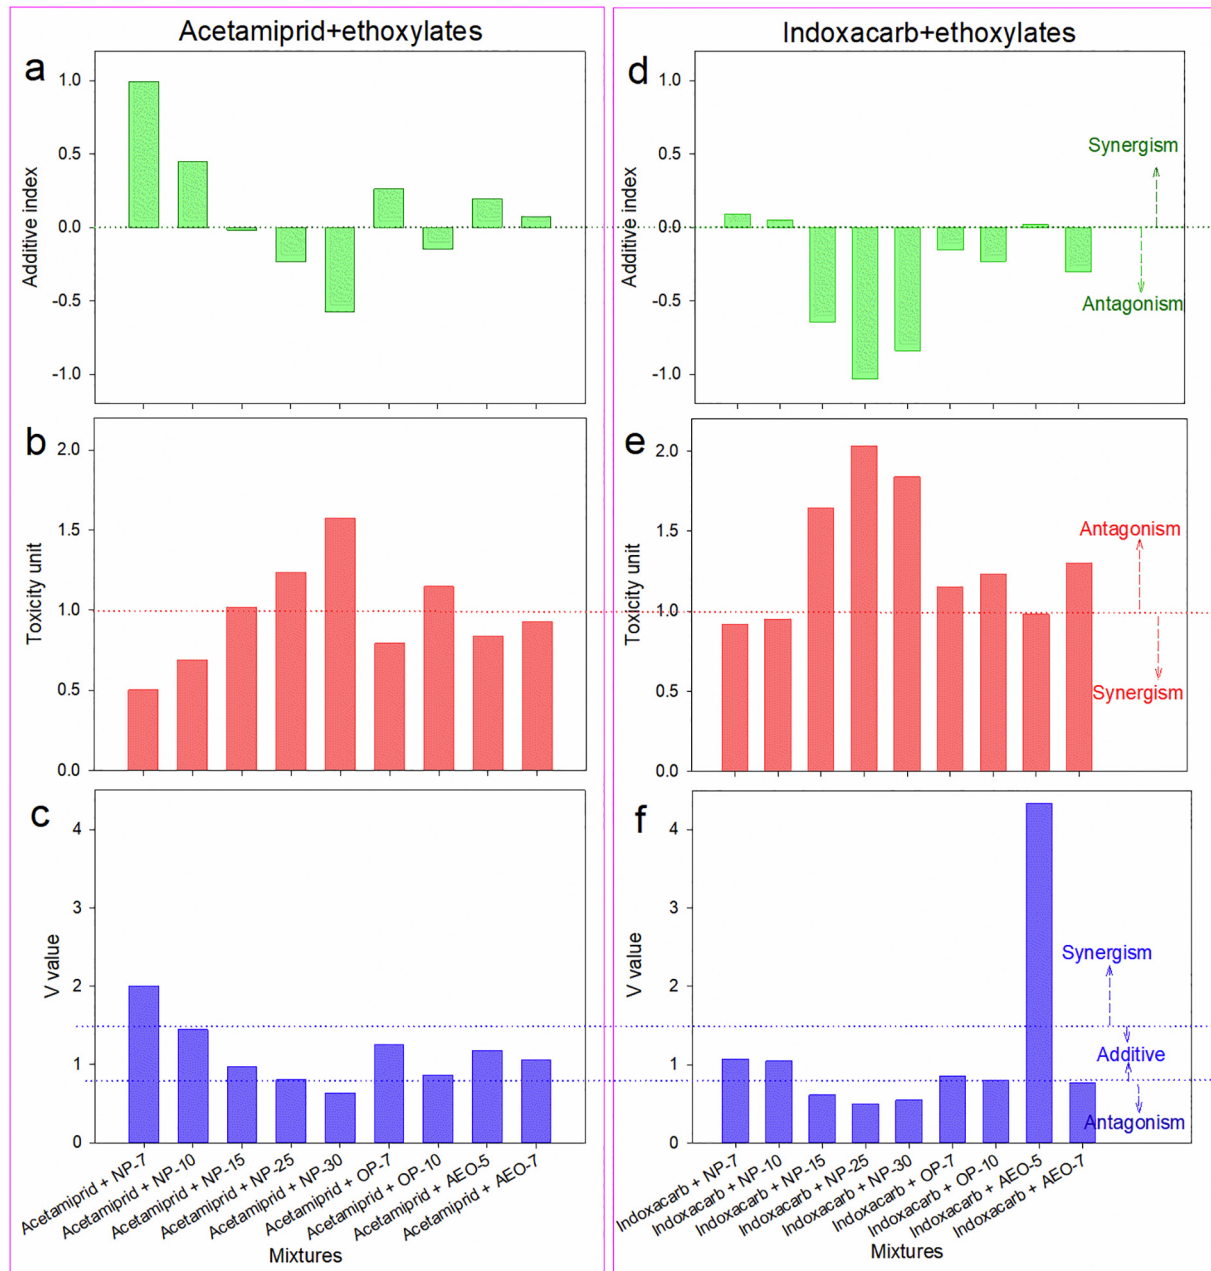 Acetamiprid+ethoxylates
a
1.0
0.5
0.0
-0.5
-1.0
Additive index
b
2.0
1.5
1.0
0.5
0.0
Toxicity unit
c
4
3
2
1
0
V value
Acetamiprid + NP-7
Acetamiprid + NP-10
Acetamiprid + NP-15
Acetamiprid + NP-25
Acetamiprid + NP-30
Acetamiprid + OP-7
Acetamiprid + OP-10
Acetamiprid + AEO-5
Acetamiprid + AEO-7
Mixtures
Indoxacarb+ethoxylates
d
1.0
0.5
0.0
-0.5
-1.0
Additive index
Synergism
Antagonism
e
2.0
1.5
1.0
0.5
0.0
Toxicity unit
Antagonism
Synergism
f
4
3
2
1
0
V value
Synergism
Additive
Antagonism
Indoxacarb + NP-7
Indoxacarb + NP-10
Indoxacarb + NP-15
Indoxacarb + NP-25
Indoxacarb + NP-30
Indoxacarb + OP-7
Indoxacarb + OP-10
Indoxacarb + AEO-5
Indoxacarb + AEO-7
Mixtures